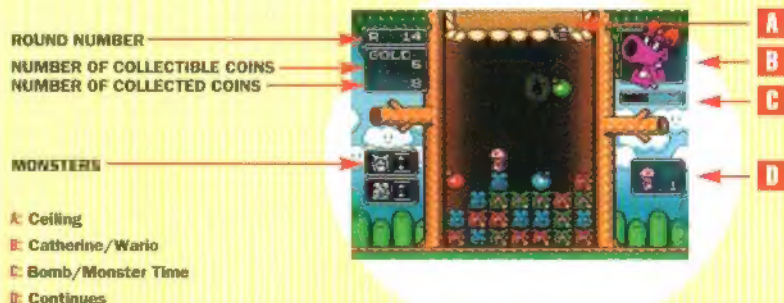 ROUND NUMBER
NUMBER OF COLLECTIBLE COINS
NUMBER OF COLLECTED COINS
MONSTERS
A: Ceiling
B: Catherine/Wario
C: Bomb/Monster Time
D: Continues
R 14
GOLD
6
8
1
A
B
C
D